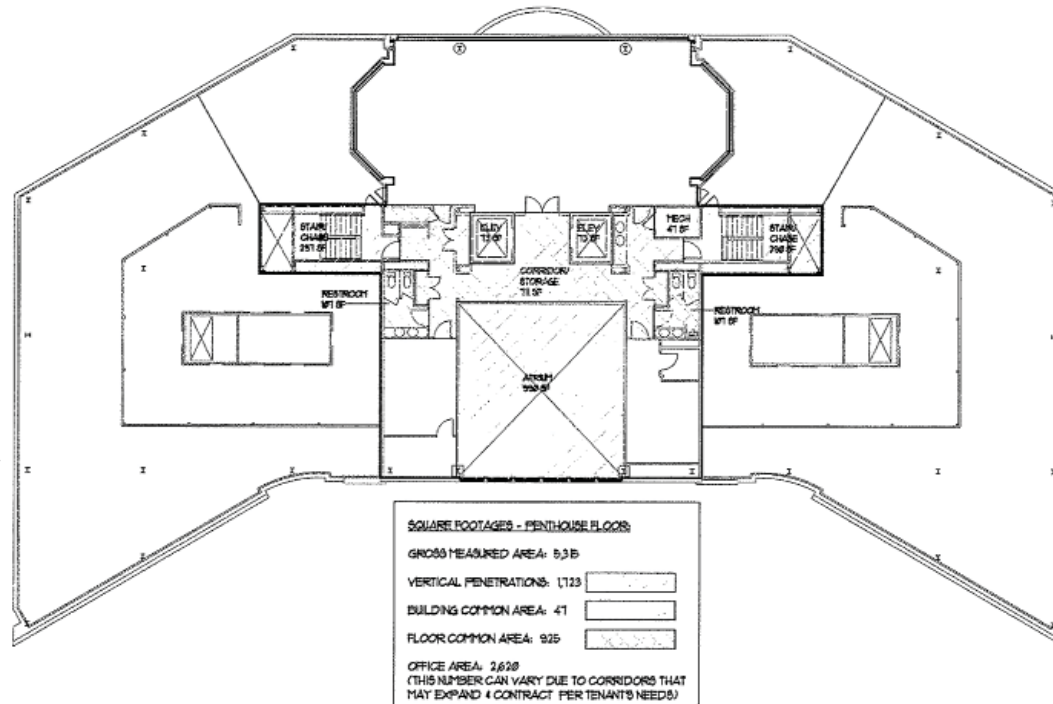 ELEV
ELEV
MECH
47 SF
STAIR/
CHASE
STAIR/
CHASE
CORRIDOR/
STORAGE
RESTROOM
RESTROOM
ATRIUM
SQUARE FOOTAGES - PENTHOUSE FLOOR:
GROSS MEASURED AREA: 5,315
VERTICAL PENETRATIONS: 1,723
BUILDING COMMON AREA: 47
FLOOR COMMON AREA: 925
OFFICE AREA: 2,620
(THIS NUMBER CAN VARY DUE TO CORRIDORS THAT
MAY EXPAND & CONTRACT PER TENANT'S NEEDS)